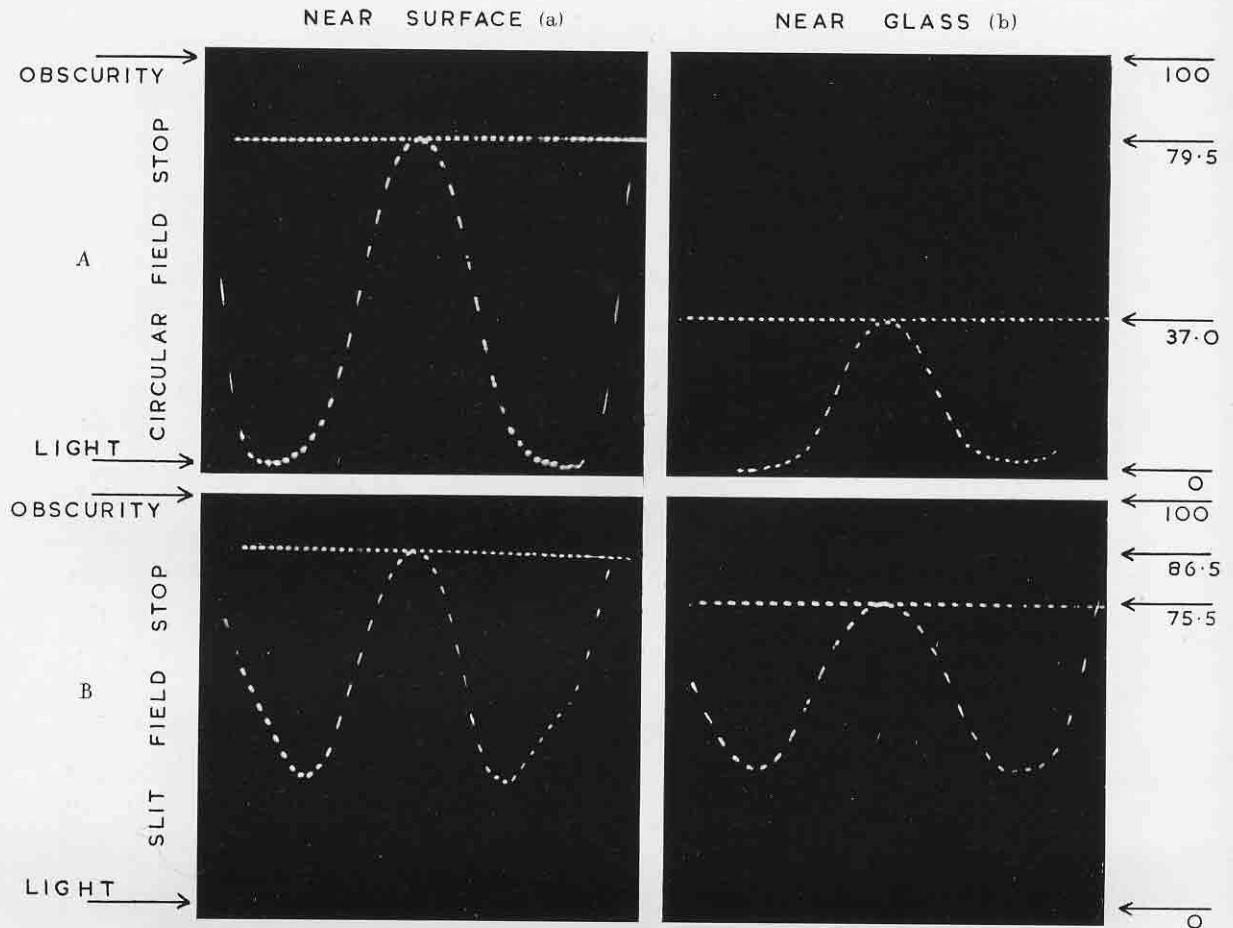 NEAR SURFACE (a)
NEAR GLASS (b)
OBSCURITY
100
79·5
CIRCULAR FIELD STOP
A
37·0
LIGHT
0
OBSCURITY
100
86·5
75·5
SLIT FIELD STOP
B
LIGHT
0